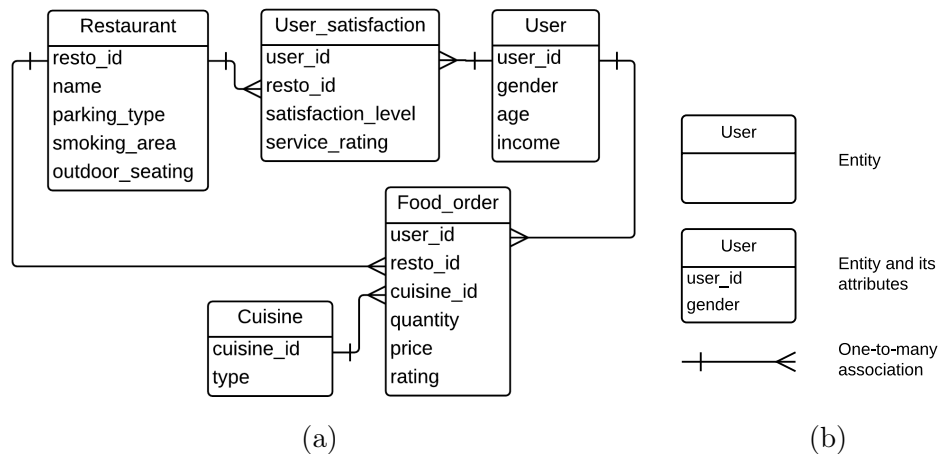 Restaurant
resto_id
name
parking_type
smoking_area
outdoor_seating
User_satisfaction
user_id
resto_id
satisfaction_level
service_rating
User
user_id
gender
age
income
Food_order
user_id
resto_id
cuisine_id
quantity
price
rating
Cuisine
cuisine_id
type
(a)
User
Entity
User
user_id
gender
Entity and its
attributes
One-to-many
association
(b)